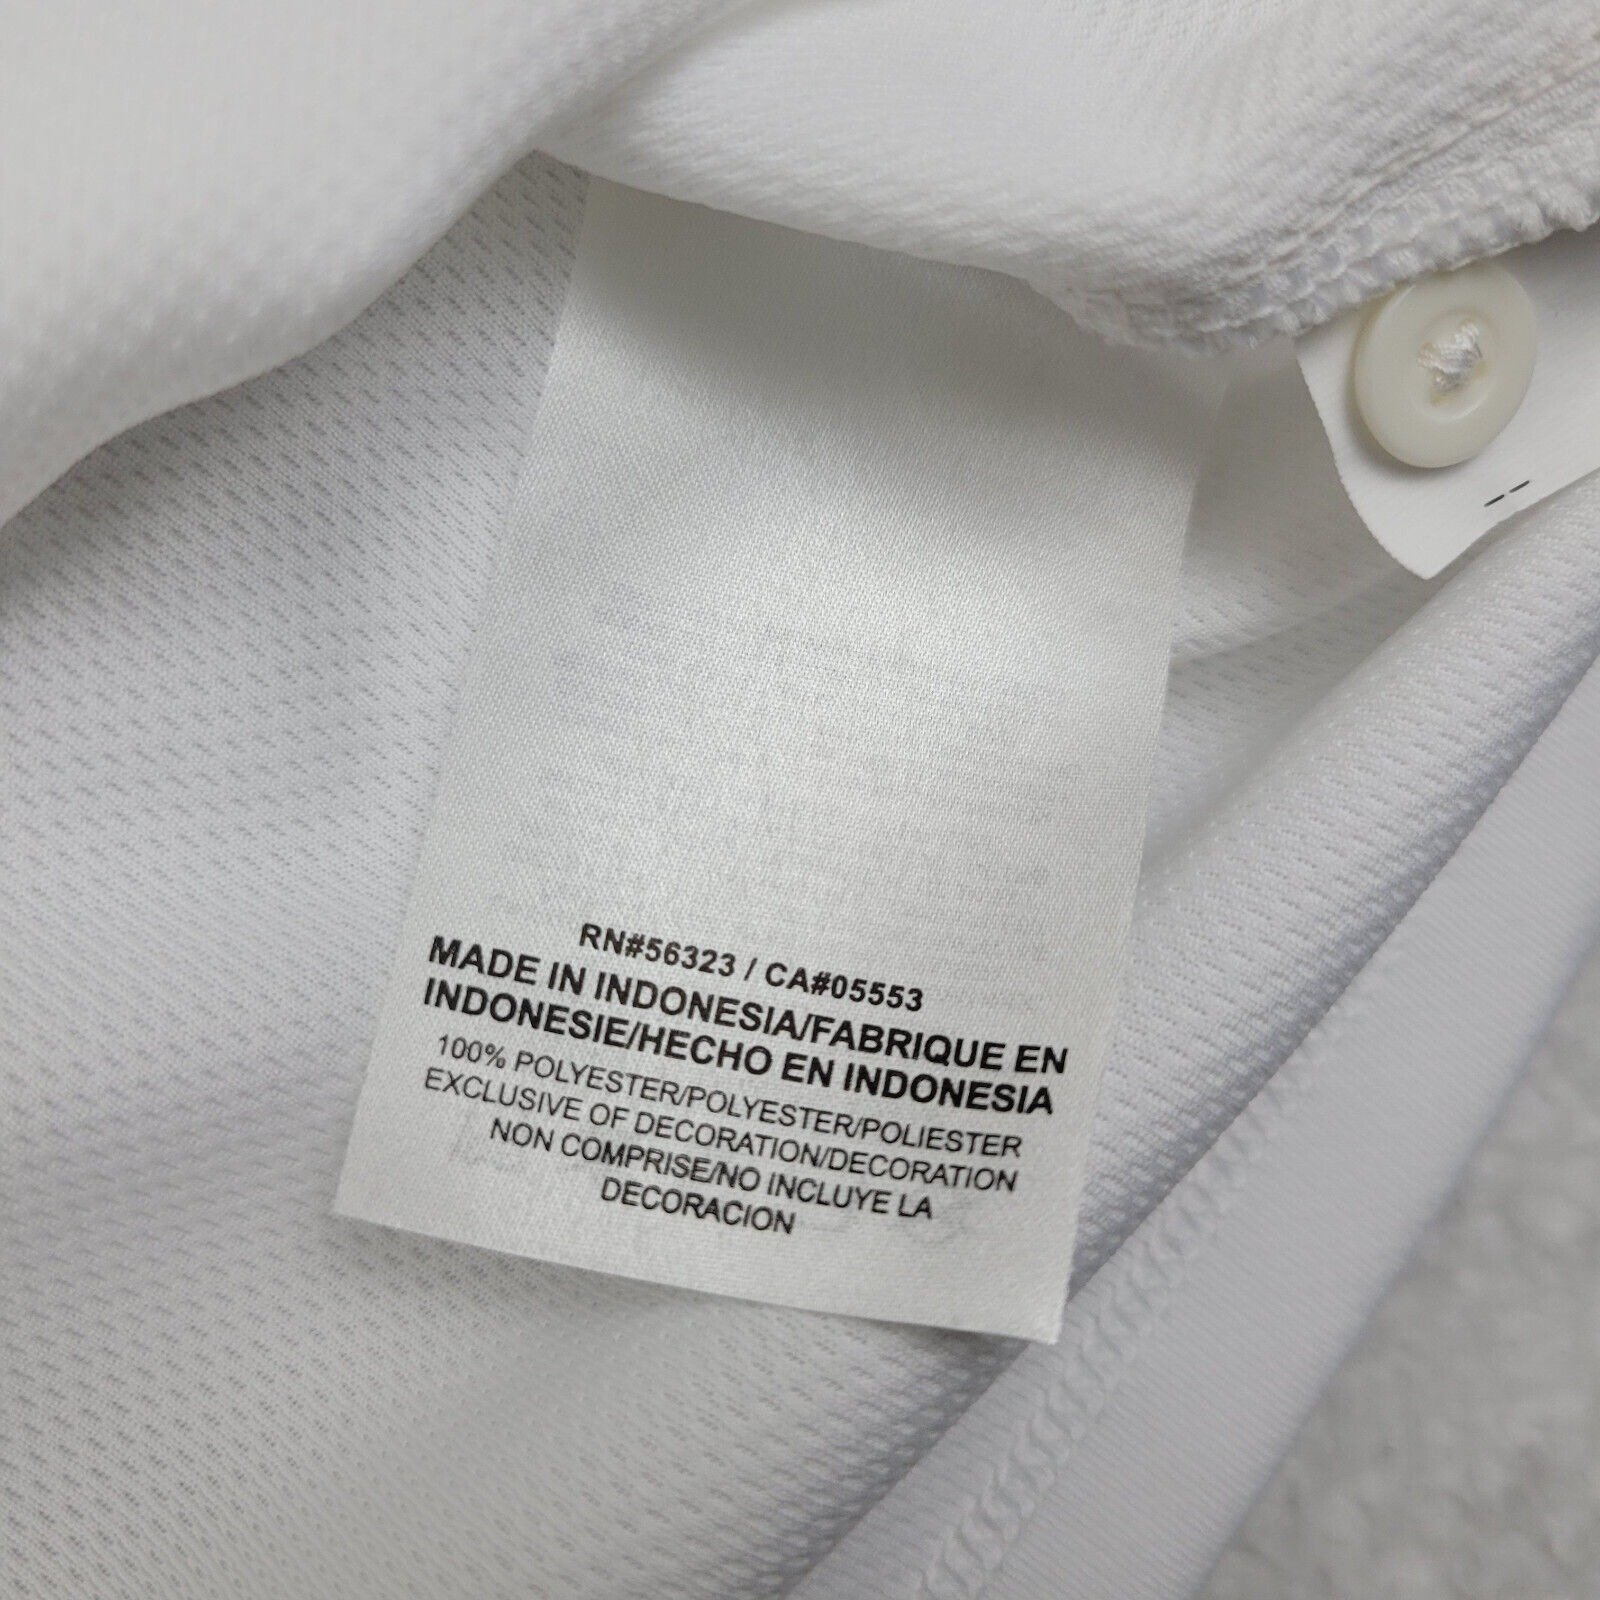 RN#56323 / CA#05553
MADE IN INDONESIA/FABRIQUE EN
INDONESIE/HECHO EN INDONESIA
100% POLYESTER/POLYESTER/POLIESTER
EXCLUSIVE OF DECORATION/DECORATION
NON COMPRISE/NO INCLUYE LA
DECORACION